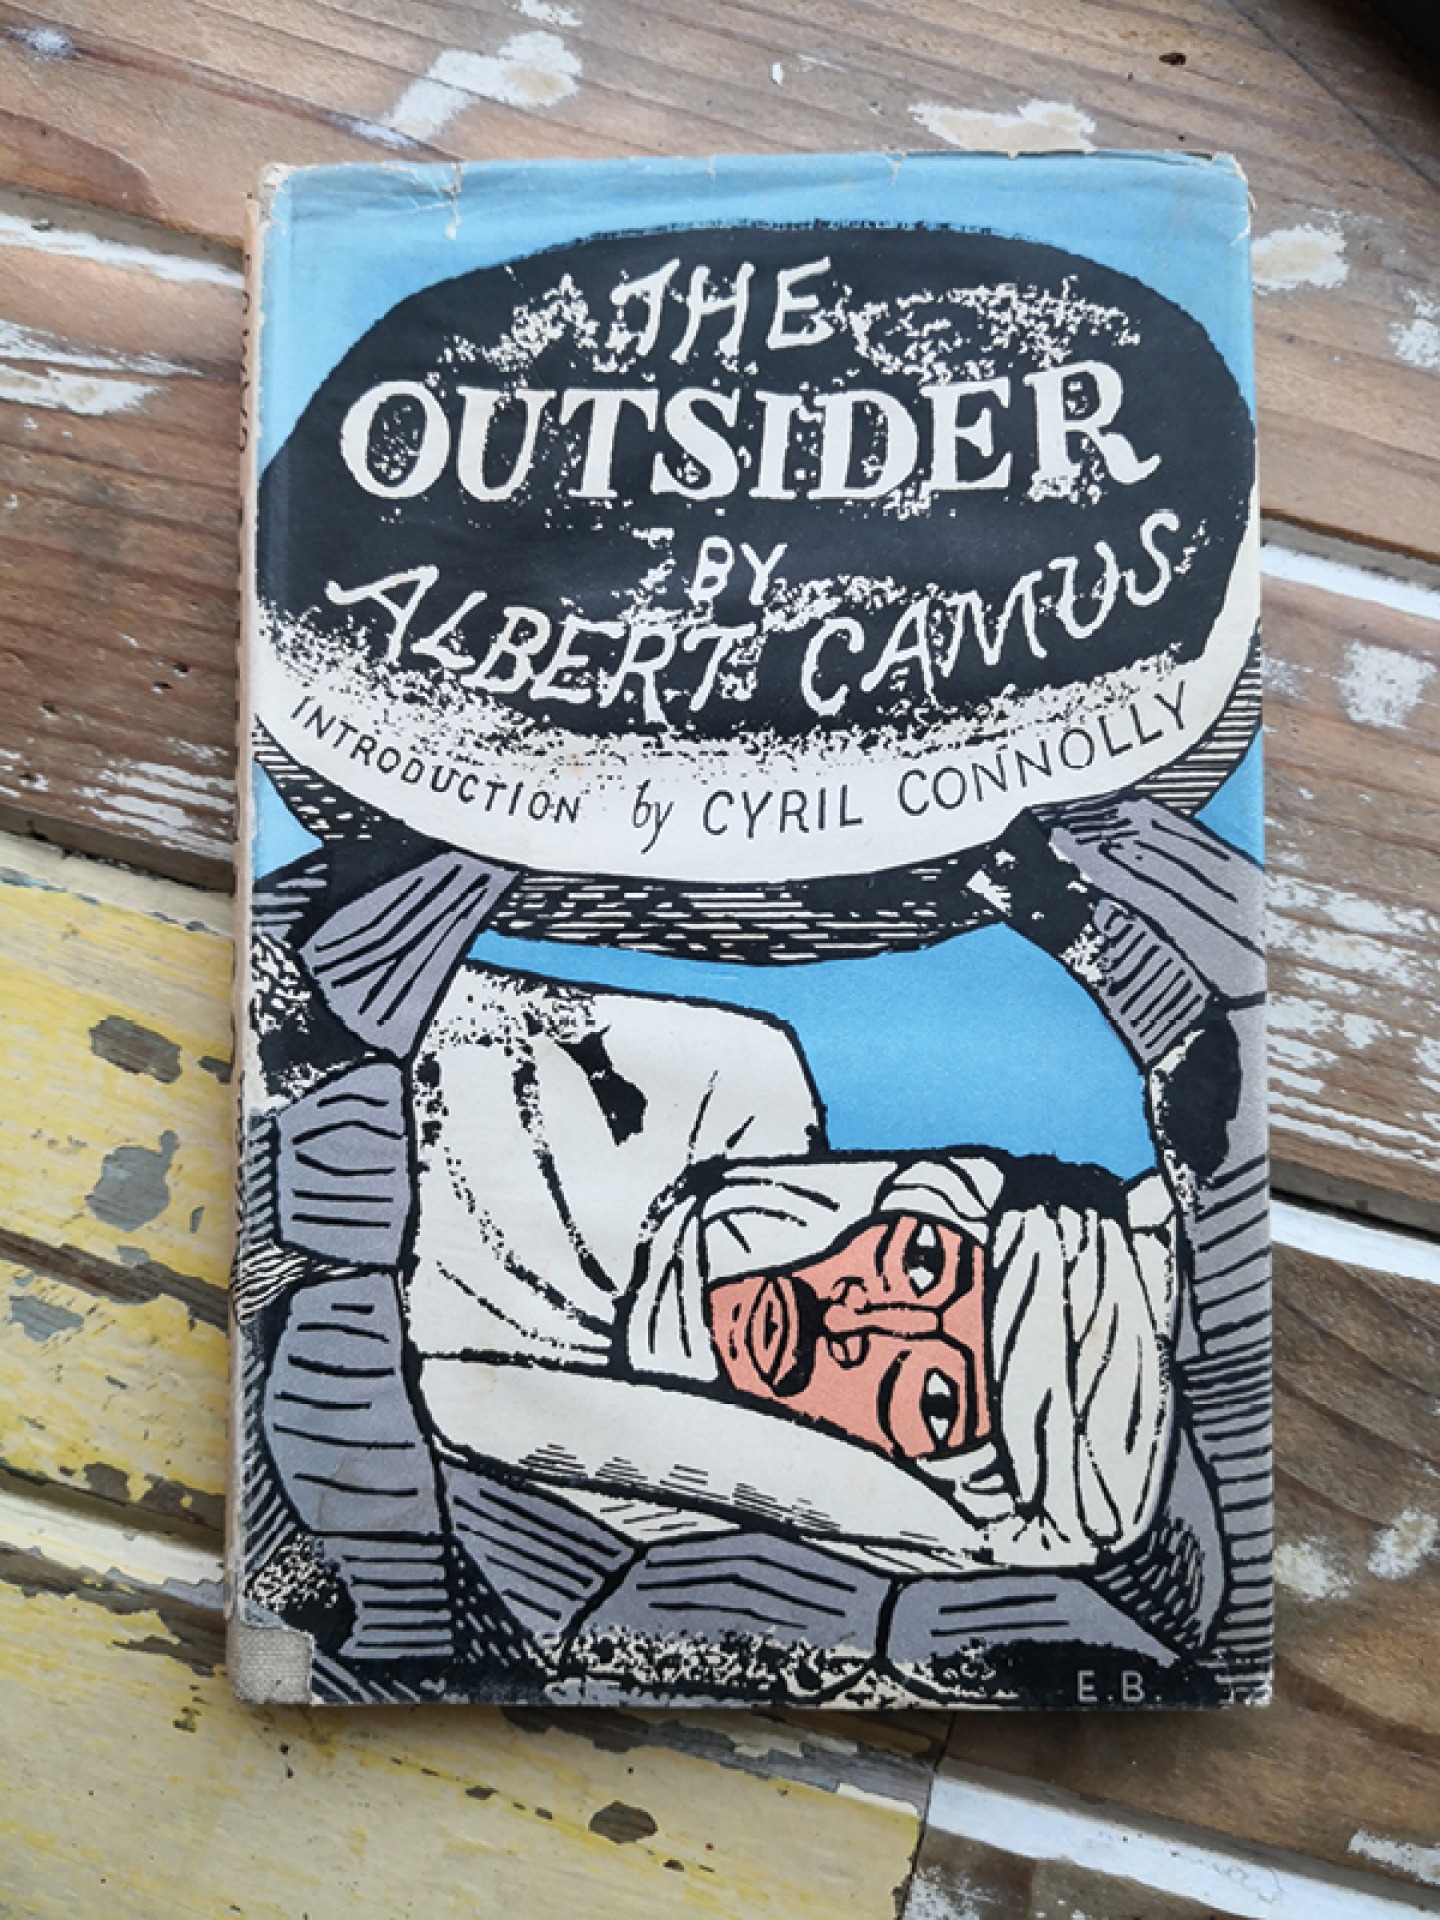 THE
OUTSIDER
BY
ALBERT CAMUS
INTRODUCTION by CYRIL CONNOLLY
E.B.